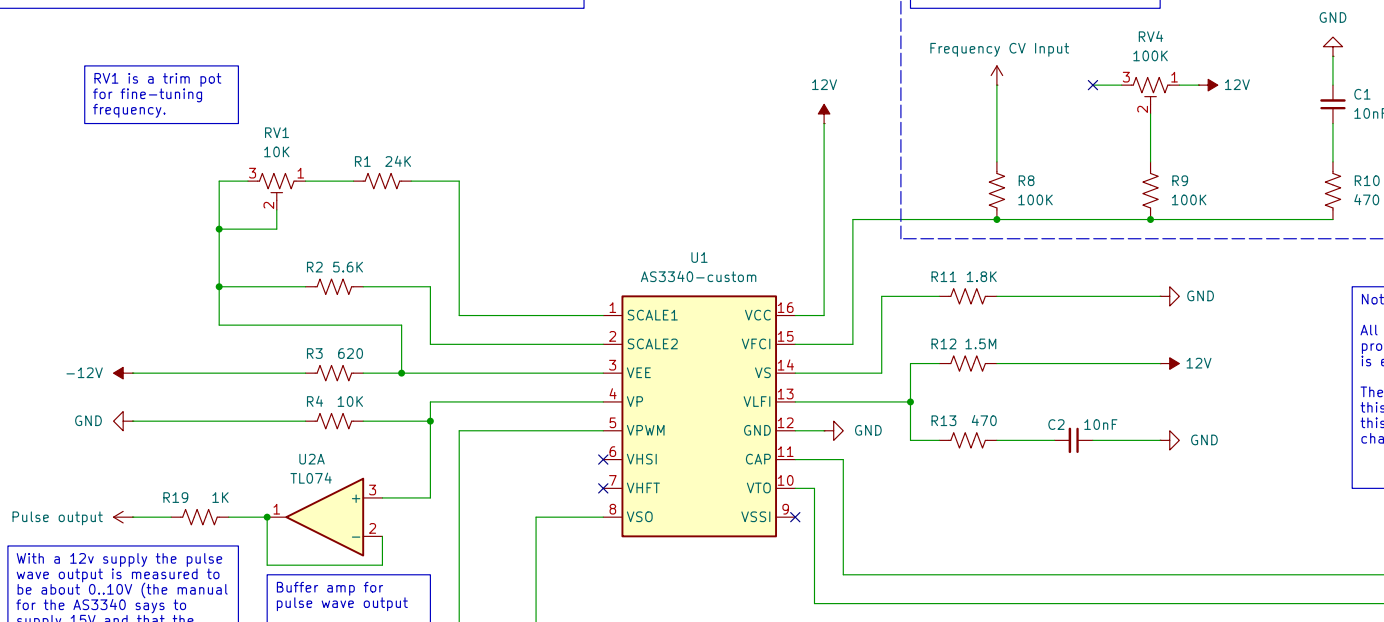 GND
Frequency CV Input
RV4
100K
3
1
2
12V
C1
12V
RV1 is a trim pot
for fine-tuning
frequency.
RV1
10K
3
1
2
R1 24K
R8
100K
R9
100K
R10
470
R2 5.6K
U1
AS3340-custom
R11 1.8K
GND
1 SCALE1
VCC 16
2 SCALE2
VFCI 15
R3 620
-12V
3 VEE
VS 14
R12 1.5M
12V
R4 10K
GND
4 VP
VLFI 13
5 VPWM
GND 12
GND
R13 470
C2 10nF
GND
6 VHSI
CAP 11
7 VHFT
VTO 10
8 VSO
VSSI 9
U2A
TL074
3
+
1
2
-
R19 1K
Pulse output
With a 12v supply the pulse
wave output is measured to
be about 0..10V (the manual
for the AS3340 says to
supply 15V and that the
Buffer amp for
pulse wave output
All
The
this
this